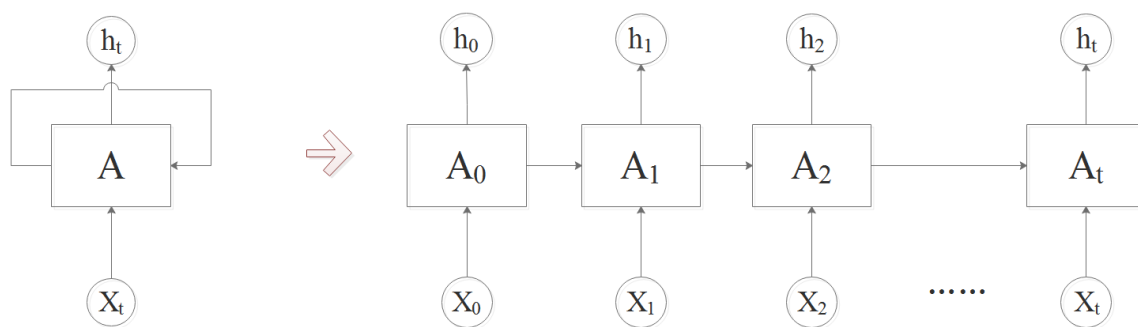 hₜ h₀ h₁ h₂ hₜ
A A₀ A₁ A₂ Aₜ
Xₜ X₀ X₁ X₂ …… Xₜ